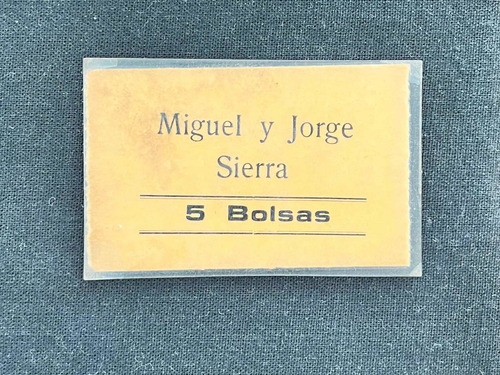 Miguel y Jorge
Sierra
5 Bolsas